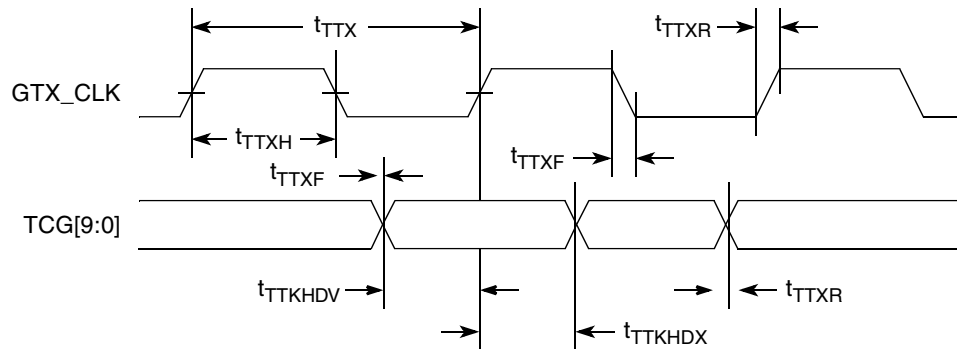 tTTX
tTTXR
GTX_CLK
tTTXH
tTTXF
tTTXF
TCG[9:0]
tTTKHDV
tTTXR
tTTKHDX